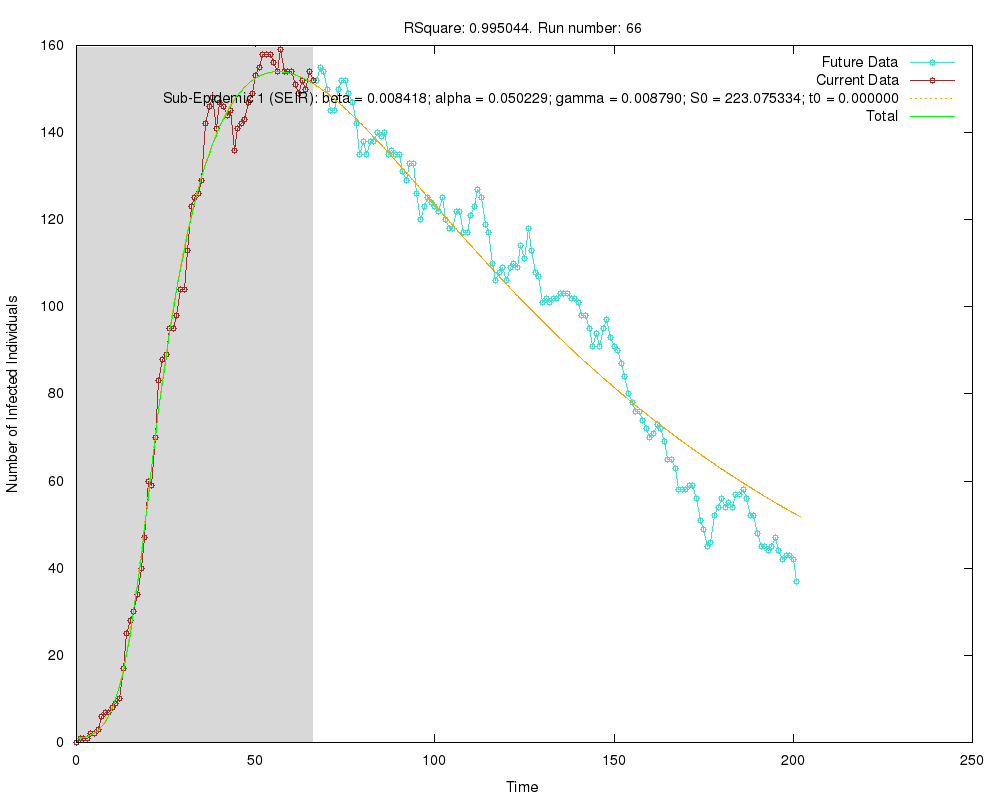 RSquare: 0.995044. Run number: 66
160
140
120
100
80
60
40
20
0
Number of Infected Individuals
Future Data
Current Data
Sub-Epidemic 1 (SEIR): beta = 0.008418; alpha = 0.050229; gamma = 0.008790; S0 = 223.075334; t0 = 0.000000
Total
0 50 100 150 200 250
Time